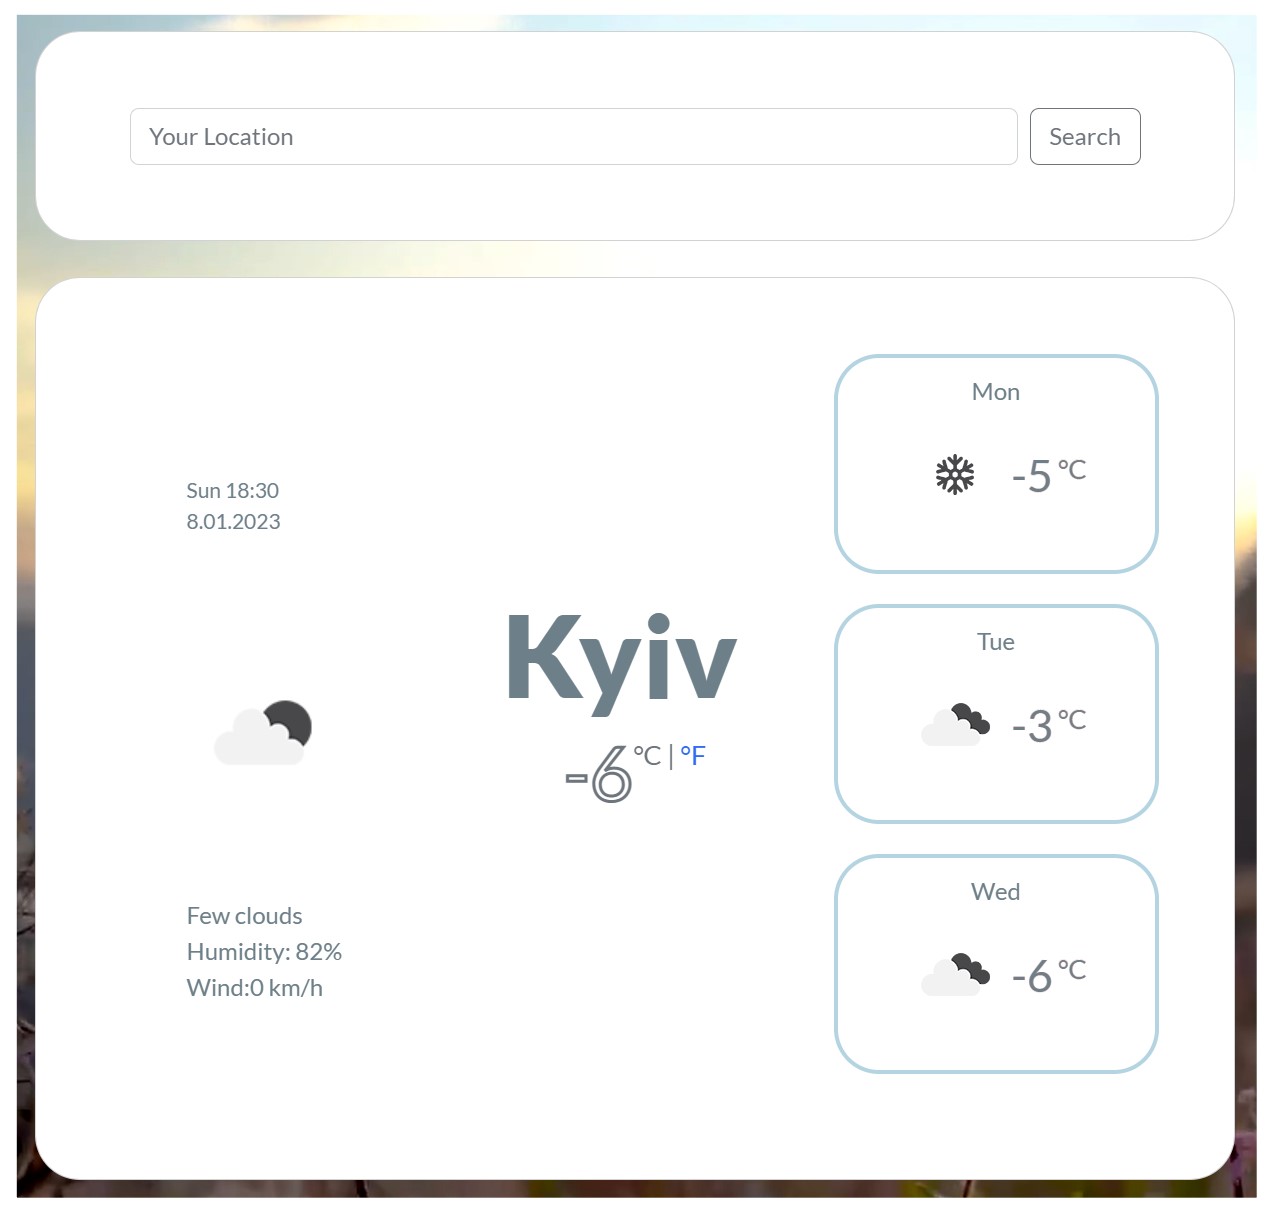 Your Location
Search
Sun 18:30
8.01.2023
Few clouds
Humidity: 82%
Wind:0 km/h
Kyiv
-6 °C | °F
Mon
-5 °C
Tue
-3 °C
Wed
-6 °C